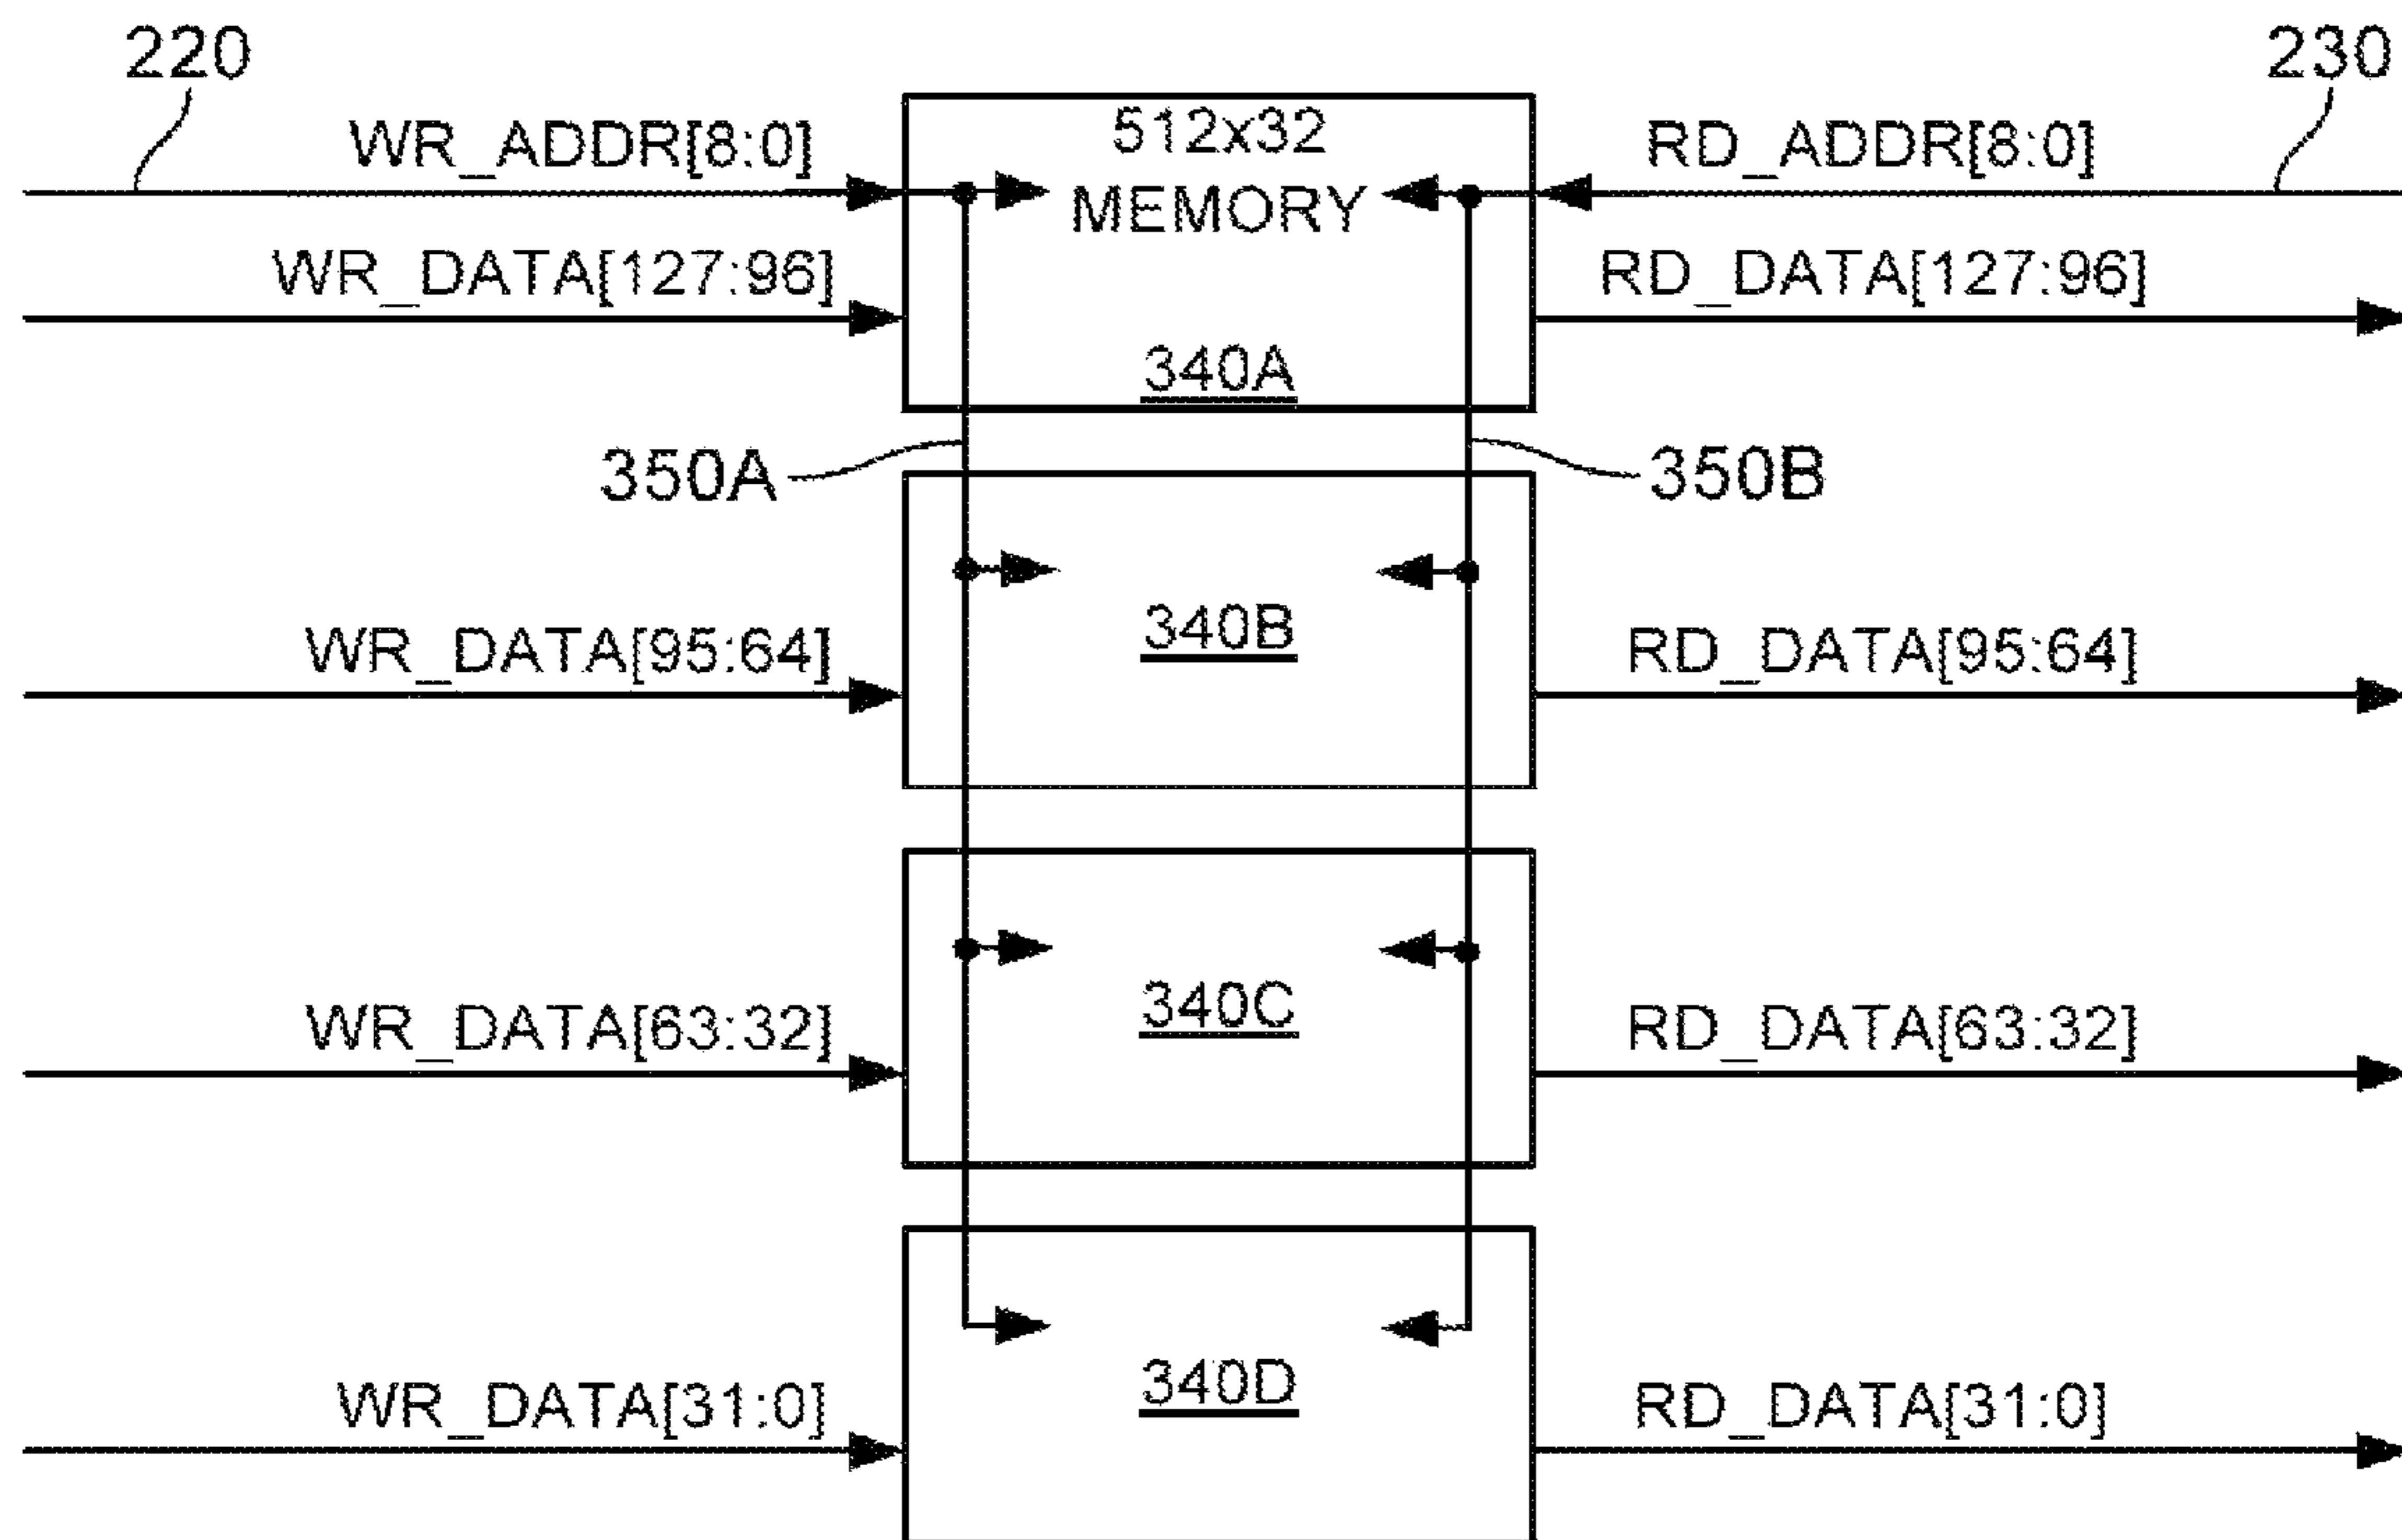 220
230
WR_ADDR[8:0]
512x32
MEMORY
RD_ADDR[8:0]
WR_DATA[127:96]
RD_DATA[127:96]
340A
350A
350B
340B
WR_DATA[95:64]
RD_DATA[95:64]
340C
WR_DATA[63:32]
RD_DATA[63:32]
340D
WR_DATA[31:0]
RD_DATA[31:0]